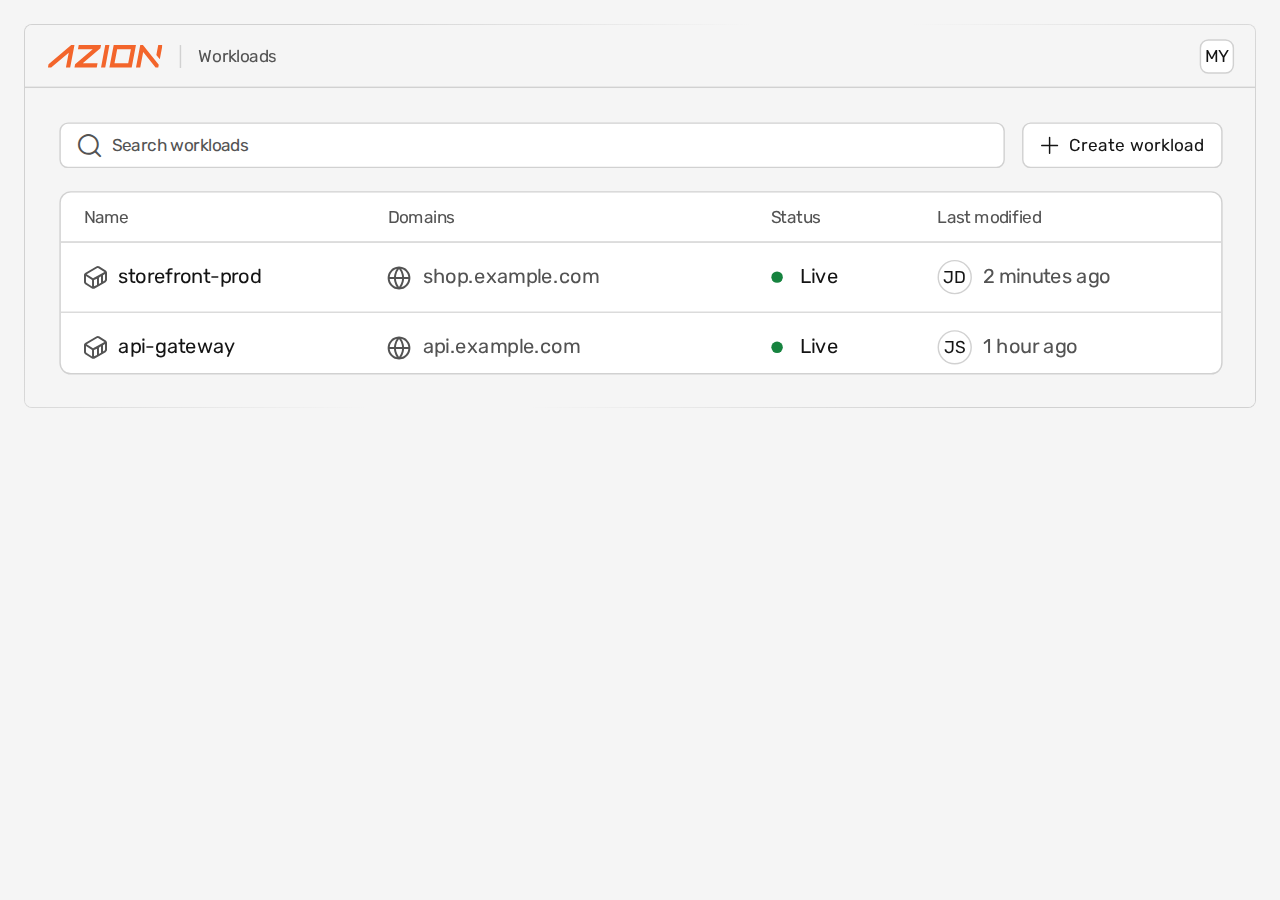 AZION Workloads MY
Search workloads
Create workload
Name Domains Status Last modified
storefront-prod shop.example.com Live JD 2 minutes ago
api-gateway api.example.com Live JS 1 hour ago